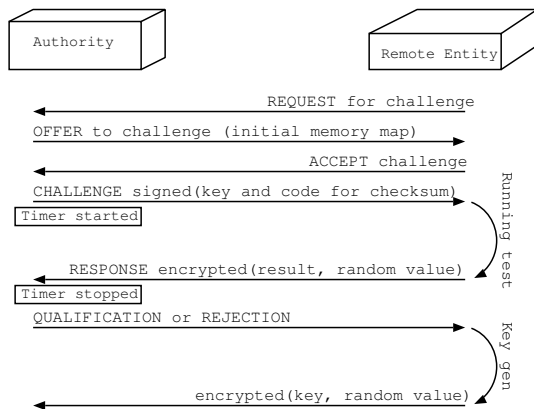 Authority
Remote Entity
REQUEST for challenge
OFFER to challenge (initial memory map)
ACCEPT challenge
CHALLENGE signed(key and code for checksum)
Timer started
Running test
RESPONSE encrypted(result, random value)
Timer stopped
QUALIFICATION or REJECTION
Key gen
encrypted(key, random value)